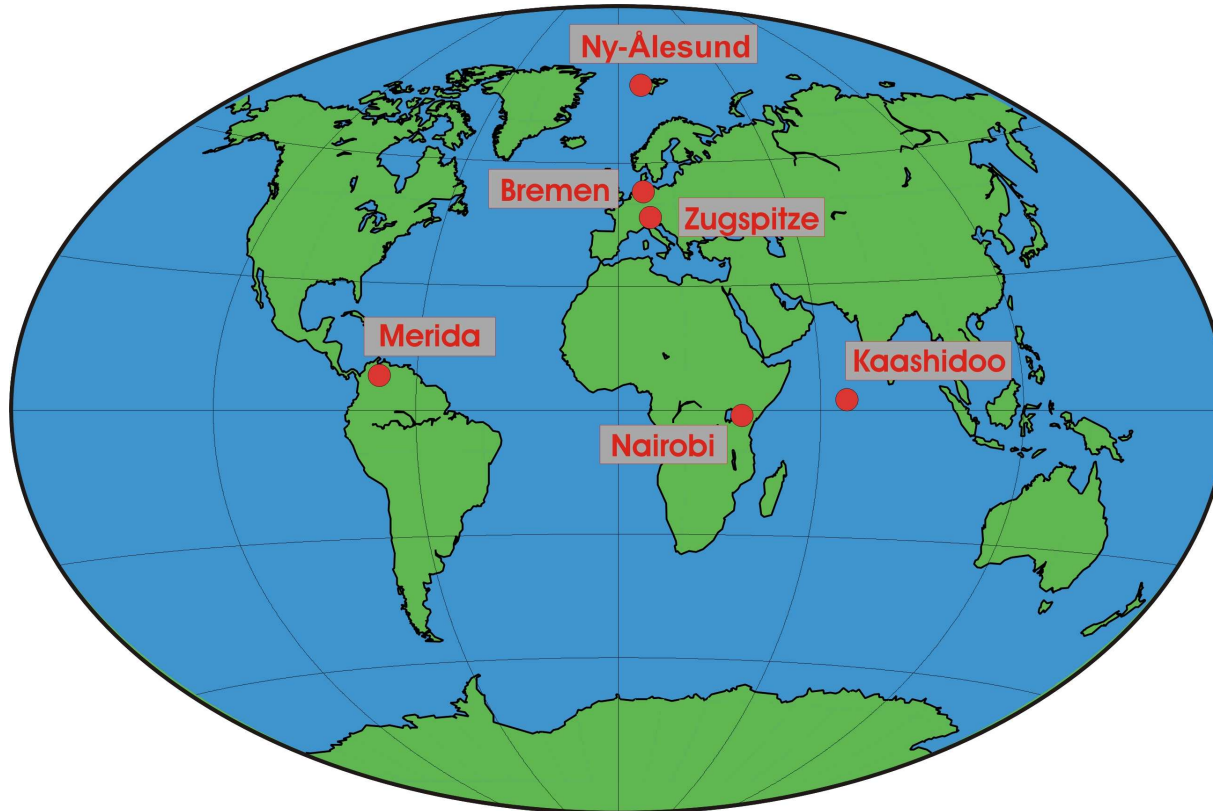 Ny-Ålesund
Bremen
Zugspitze
Merida
Kaashidoo
Nairobi